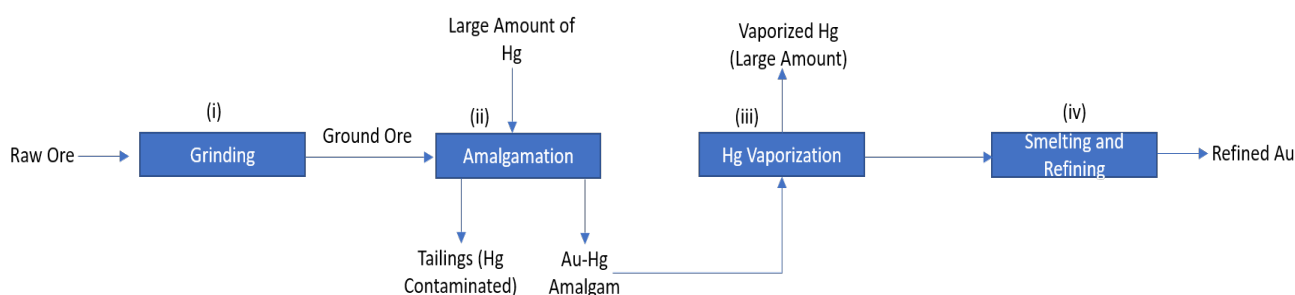 Large Amount of
Hg
Vaporized Hg
(Large Amount)
(i)
(ii)
(iii)
(iv)
Raw Ore
Grinding
Ground Ore
Amalgamation
Hg Vaporization
Smelting and
Refining
Refined Au
Tailings (Hg
Contaminated)
Au-Hg
Amalgam